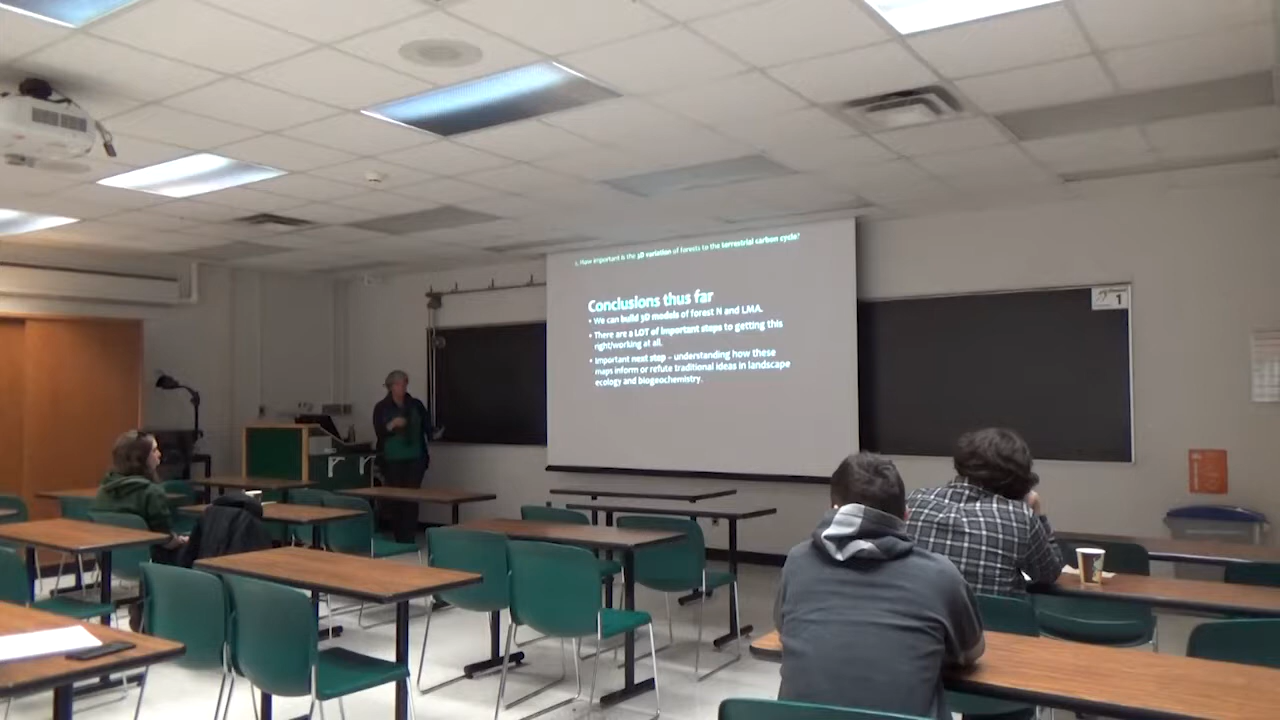 1. How important is the 3D variation of forests to the terrestrial carbon cycle?
Conclusions thus far
• We can build 3D models of forest N and LMA.
• There are a LOT of important steps to getting this
right/working at all.
• Important next step – understanding how these
maps inform or refute traditional ideas in landscape
ecology and biogeochemistry.
1